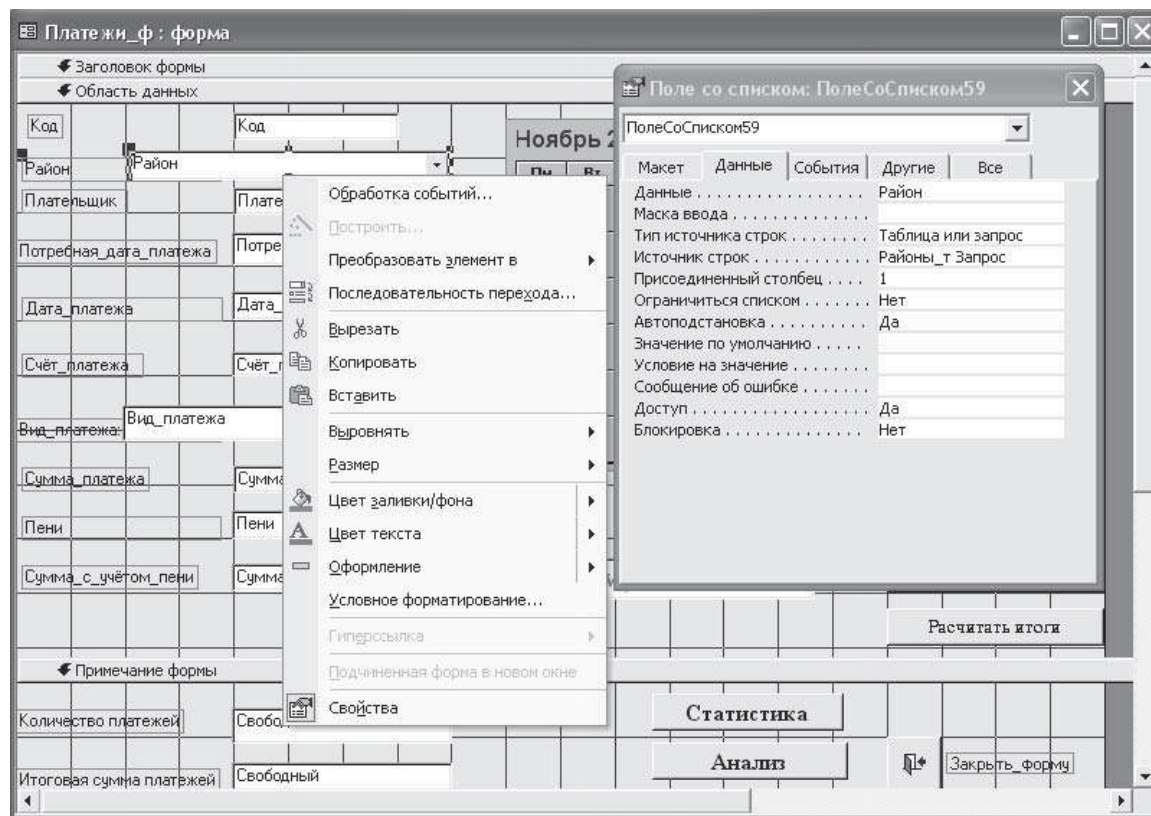 Платежи_ф : форма
Заголовок формы
Область данных
Код
Код
Район
Район
Плательщик
Плате
Потребная_дата_платежа
Потре
Дата_платежа
Дата_
Счёт_платежа
Счёт_
Вид_платежа:
Вид_платежа
Сумма_платежа
Сумма
Пени
Пени
Сумма_с_учётом_пени
Сумма
Ноябрь 2
Пн Вт
Обработка событий...
Построить...
Преобразовать элемент в
Последовательность перехода...
Вырезать
Копировать
Вставить
Выровнять
Размер
Цвет заливки/фона
Цвет текста
Оформление
Условное форматирование...
Гиперссылка
Подчиненная форма в новом окне
Свойства
Поле со списком: ПолеСоСписком59
ПолеСоСписком59
Макет Данные События Другие Все
Данные . . . . . . . . . . . . . . . . Район
Маска ввода . . . . . . . . . . . . .
Тип источника строк . . . . . . . . Таблица или запрос
Источник строк . . . . . . . . . . . Районы_т Запрос
Присоединенный столбец . . . . 1
Ограничиться списком . . . . . . . Нет
Автоподстановка . . . . . . . . . . Да
Значение по умолчанию . . . . .
Условие на значение . . . . . . . .
Сообщение об ошибке . . . . . . .
Доступ . . . . . . . . . . . . . . . . . Да
Блокировка . . . . . . . . . . . . . . Нет
Расчитать итоги
Примечание формы
Количество платежей
Свобо
Итоговая сумма платежей
Свободный
Статистика
Анализ
Закрыть_форму